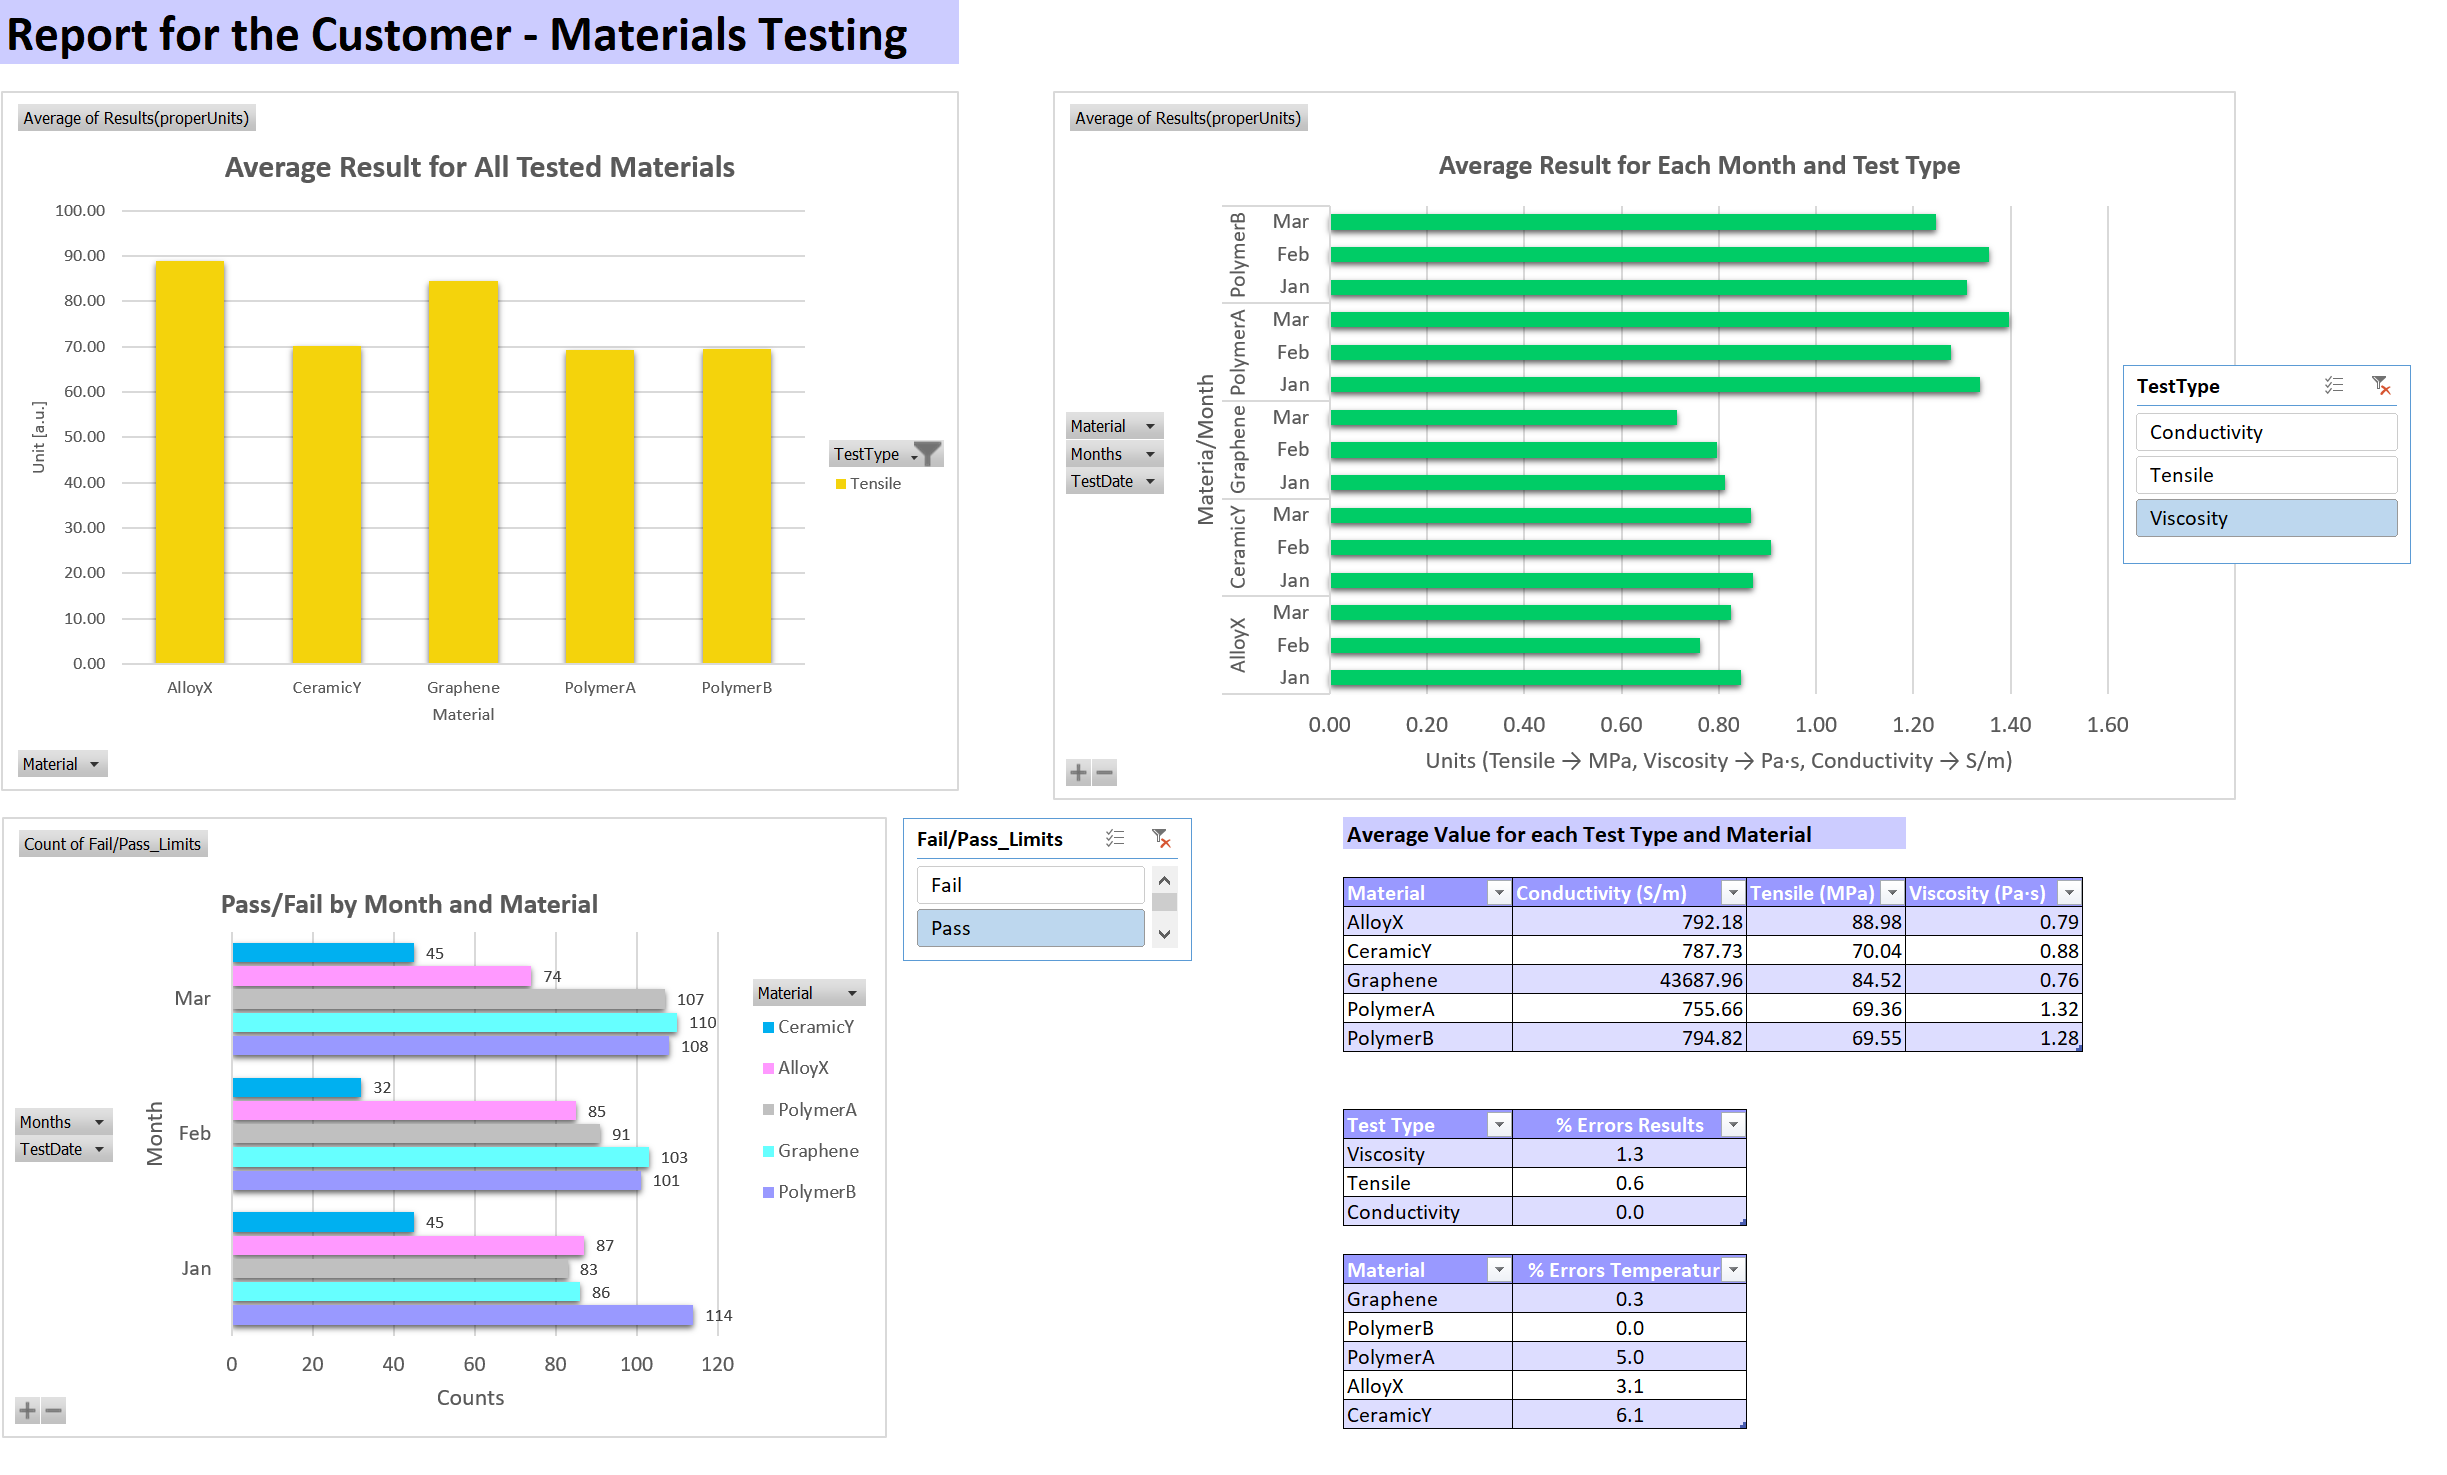 Report for the Customer - Materials Testing
Average of Results(properUnits)
Average Result for All Tested Materials
100.00
90.00
80.00
70.00
60.00
50.00
40.00
30.00
20.00
10.00
0.00
Unit [a.u.]
AlloyX CeramicY Graphene PolymerA PolymerB
Material
TestType
Tensile
Material
Average of Results(properUnits)
Average Result for Each Month and Test Type
Material
Months
TestDate
Materia/Month
PolymerB
Mar
Feb
Jan
PolymerA
Mar
Feb
Jan
Graphene
Mar
Feb
Jan
CeramicY
Mar
Feb
Jan
AlloyX
Mar
Feb
Jan
0.00 0.20 0.40 0.60 0.80 1.00 1.20 1.40 1.60
Units (Tensile → MPa, Viscosity → Pa·s, Conductivity → S/m)
TestType
Conductivity
Tensile
Viscosity
Count of Fail/Pass_Limits
Pass/Fail by Month and Material
Months
TestDate
Month
Mar
45
74
107
110
108
Feb
32
85
91
103
101
Jan
45
87
83
86
114
0 20 40 60 80 100 120
Counts
Material
CeramicY
AlloyX
PolymerA
Graphene
PolymerB
Fail/Pass_Limits
Fail
Pass
Average Value for each Test Type and Material
Material Conductivity (S/m) Tensile (MPa) Viscosity (Pa·s)
AlloyX 792.18 88.98 0.79
CeramicY 787.73 70.04 0.88
Graphene 43687.96 84.52 0.76
PolymerA 755.66 69.36 1.32
PolymerB 794.82 69.55 1.28
Test Type % Errors Results
Viscosity 1.3
Tensile 0.6
Conductivity 0.0
Material % Errors Temperatur
Graphene 0.3
PolymerB 0.0
PolymerA 5.0
AlloyX 3.1
CeramicY 6.1